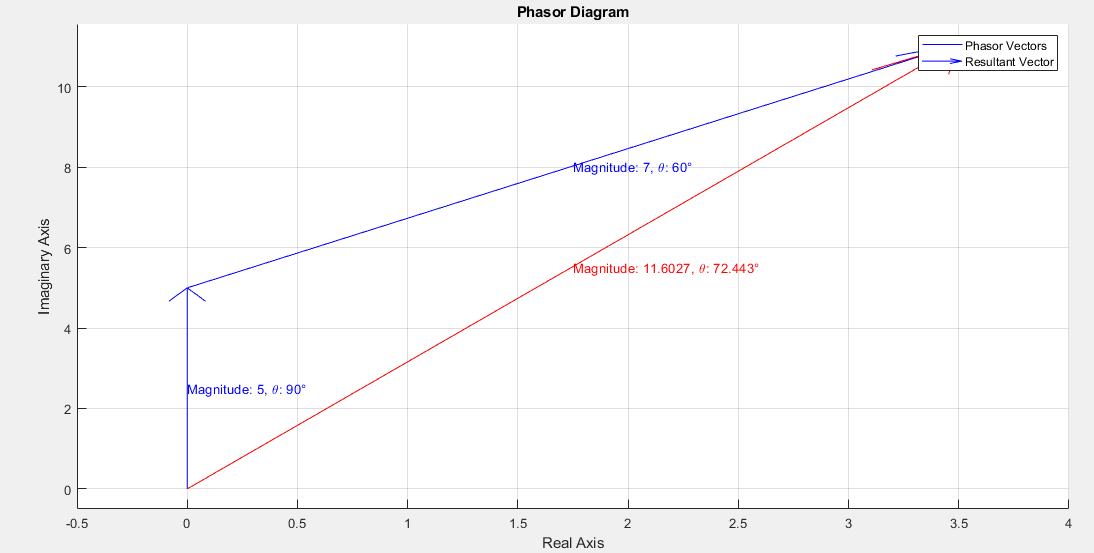 Phasor Diagram
Phasor Vectors
Resultant Vector
10
8
6
4
2
0
Imaginary Axis
Magnitude: 7, θ: 60°
Magnitude: 11.6027, θ: 72.443°
Magnitude: 5, θ: 90°
-0.5 0 0.5 1 1.5 2 2.5 3 3.5 4
Real Axis